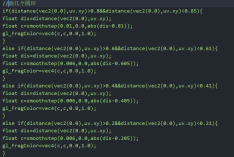 //画几个圆环
if(distance(vec2(0.0),uv.xy)>0.8&&distance(vec2(0.0),uv.xy)<0.85){
float dis=distance(vec2(0.0),uv.xy);
float c=smoothstep(0.01,0.0,abs(dis-0.81));
gl_FragColor=vec4(c,c,0.0,1.0);
}
else if(distance(vec2(0.0),uv.xy)>0.6&&distance(vec2(0.0),uv.xy)<0.61){
float dis=distance(vec2(0.0),uv.xy);
float c=smoothstep(0.006,0.0,abs(dis-0.605));
gl_FragColor=vec4(c,c,0.0,1.0);
}
else if(distance(vec2(0.0),uv.xy)>0.4&&distance(vec2(0.0),uv.xy)<0.41){
float dis=distance(vec2(0.0),uv.xy);
float c=smoothstep(0.006,0.0,abs(dis-0.405));
gl_FragColor=vec4(c,c,0.0,1.0);
}
else if(distance(vec2(0.0),uv.xy)>0.2&&distance(vec2(0.0),uv.xy)<0.21){
float dis=distance(vec2(0.0),uv.xy);
float c=smoothstep(0.006,0.0,abs(dis-0.205));
gl_FragColor=vec4(c,c,0.0,1.0);
}